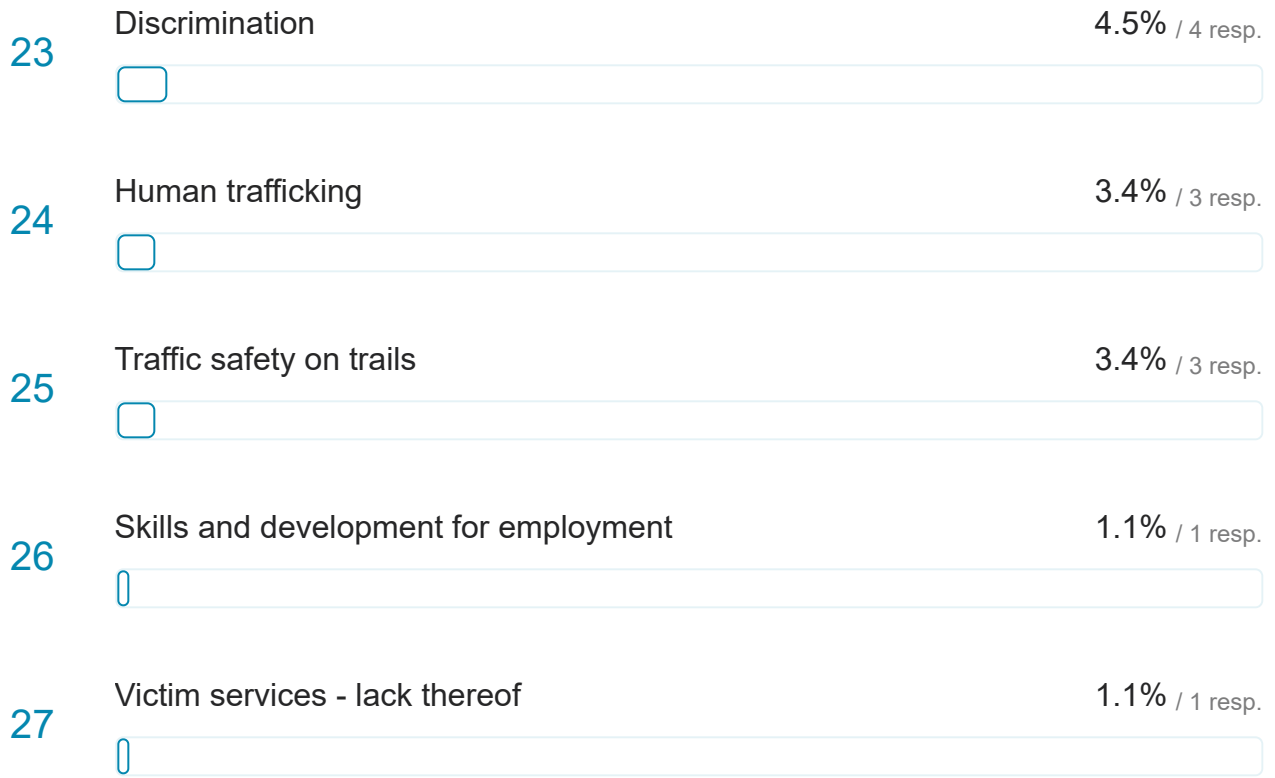 23 Discrimination 4.5% / 4 resp.
24 Human trafficking 3.4% / 3 resp.
25 Traffic safety on trails 3.4% / 3 resp.
26 Skills and development for employment 1.1% / 1 resp.
27 Victim services - lack thereof 1.1% / 1 resp.